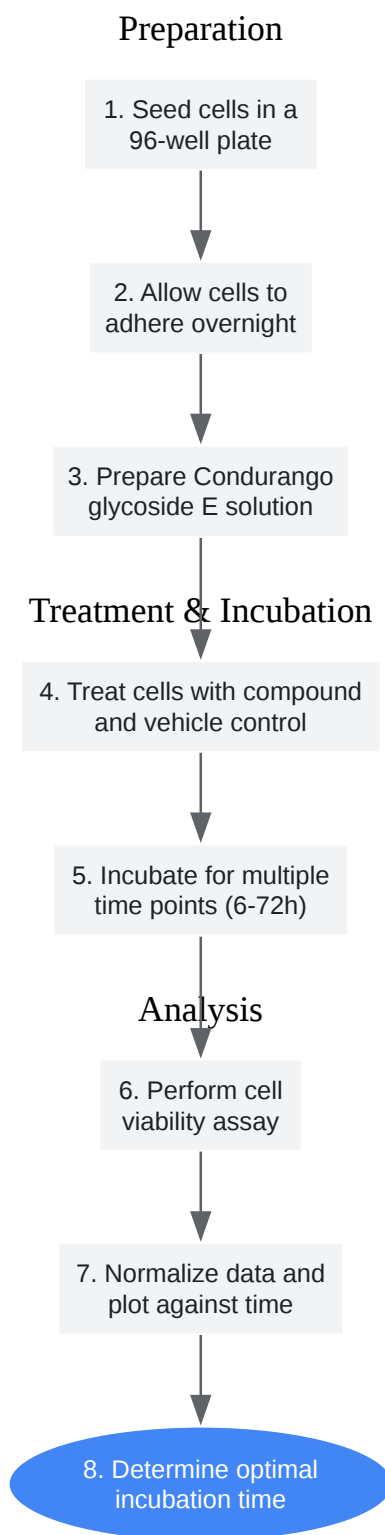 Preparation
1. Seed cells in a
96-well plate
2. Allow cells to
adhere overnight
3. Prepare Condurango
glycoside E solution
Treatment & Incubation
4. Treat cells with compound
and vehicle control
5. Incubate for multiple
time points (6-72h)
Analysis
6. Perform cell
viability assay
7. Normalize data and
plot against time
8. Determine optimal
incubation time